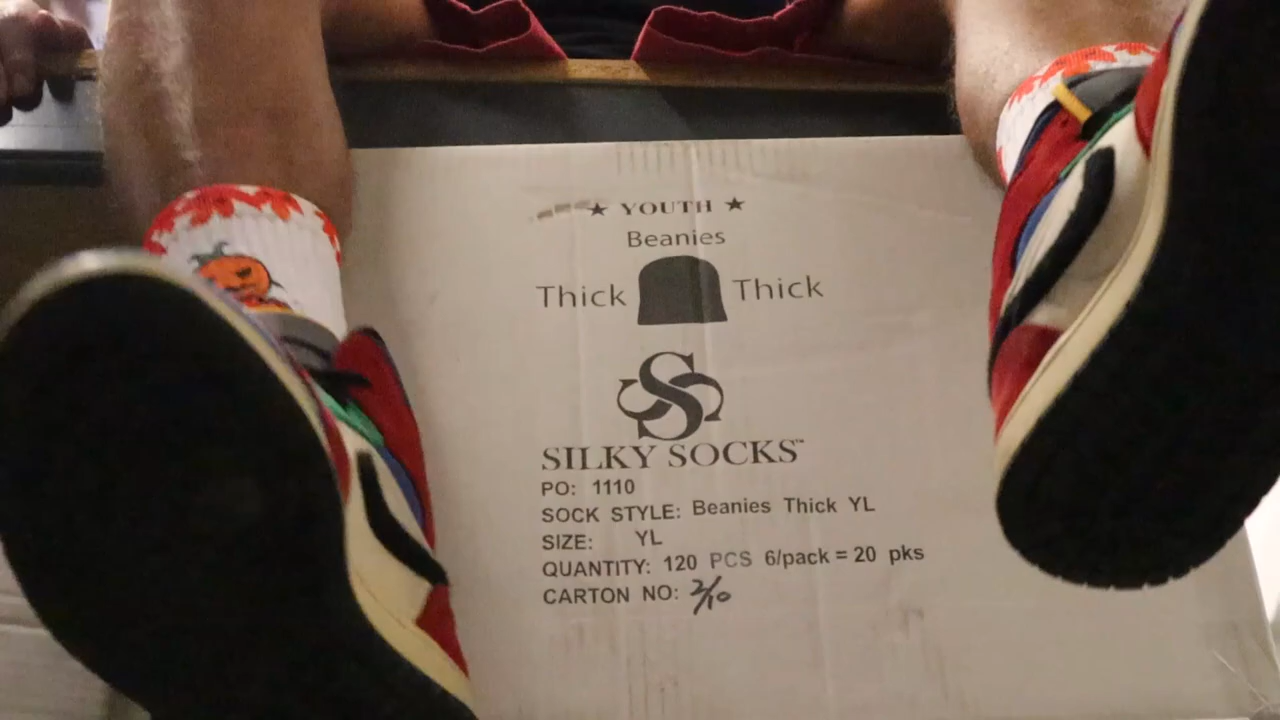 ★ YOUTH ★
Beanies
Thick Thick
SILKY SOCKS™
PO: 1110
SOCK STYLE: Beanies Thick YL
SIZE: YL
QUANTITY: 120 PCS 6/pack = 20 pks
CARTON NO: 2/10